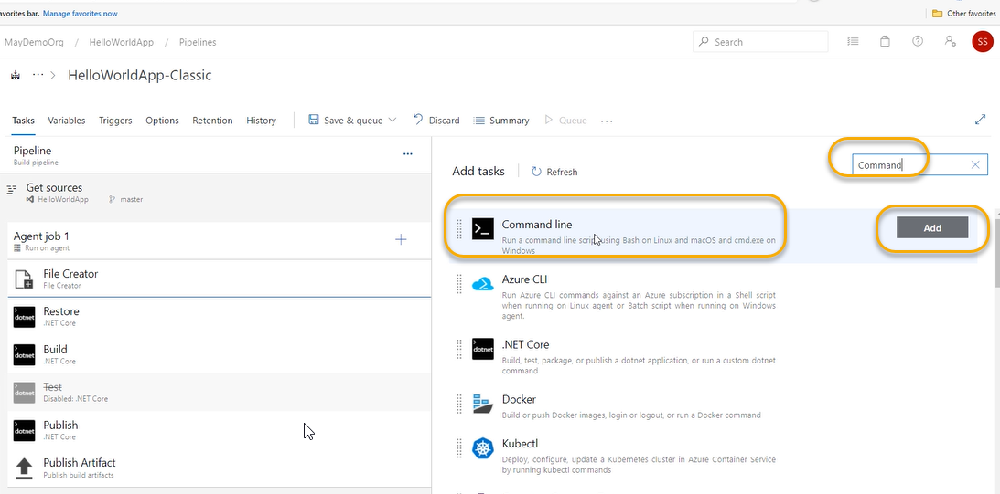 avorites bar. Manage favorites now
Other favorites
MayDemoOrg / HelloWorldApp / Pipelines
Search
SS
... > HelloWorldApp-Classic
Tasks Variables Triggers Options Retention History Save & queue Discard Summary Queue ...
Pipeline
Build pipeline
...
Get sources
HelloWorldApp master
Agent job 1
Run on agent
+
File Creator
File Creator
dotnet
Restore
.NET Core
dotnet
Build
.NET Core
dotnet
Test
Disabled: .NET Core
dotnet
Publish
.NET Core
Publish Artifact
Publish build artifacts
Add tasks Refresh
Command
Command line
Run a command line script using Bash on Linux and macOS and cmd.exe on
Windows
Add
Azure CLI
Run Azure CLI commands against an Azure subscription in a Shell script
when running on Linux agent or Batch script when running on Windows
agent.
dotnet
.NET Core
Build, test, package, or publish a dotnet application, or run a custom dotnet
command
Docker
Build or push Docker images, login or logout, or run a Docker command
Kubectl
Deploy, configure, update a Kubernetes cluster in Azure Container Service
by running kubectl commands